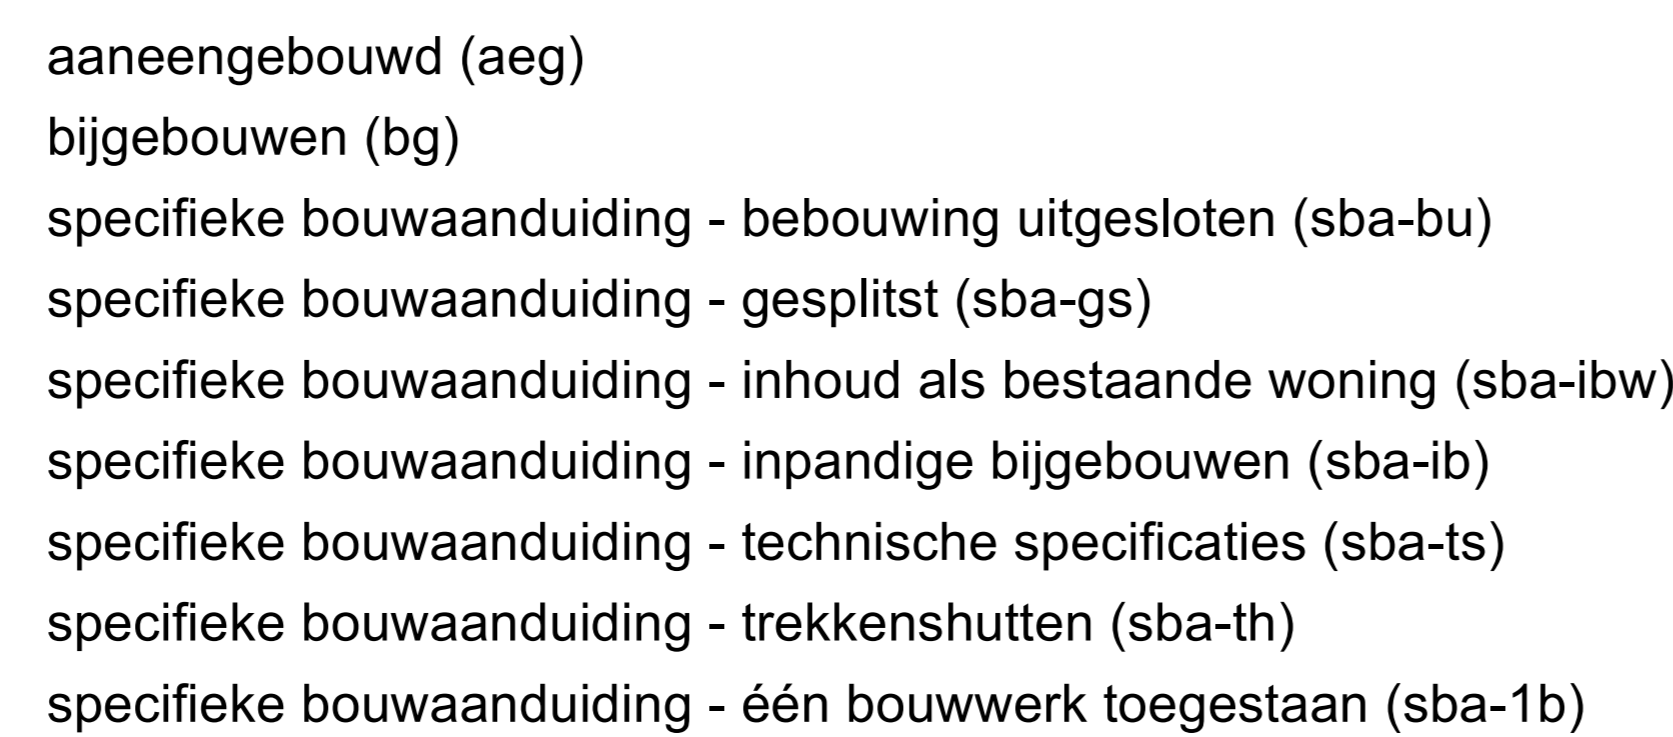 aaneengebouwd (aeg)
bijgebouwen (bg)
specifieke bouwaanduiding - bebouwing uitgesloten (sba-bu)
specifieke bouwaanduiding - gesplitst (sba-gs)
specifieke bouwaanduiding - inhoud als bestaande woning (sba-ibw)
specifieke bouwaanduiding - inpandige bijgebouwen (sba-ib)
specifieke bouwaanduiding - technische specificaties (sba-ts)
specifieke bouwaanduiding - trekkenshutten (sba-th)
specifieke bouwaanduiding - één bouwwerk toegestaan (sba-1b)